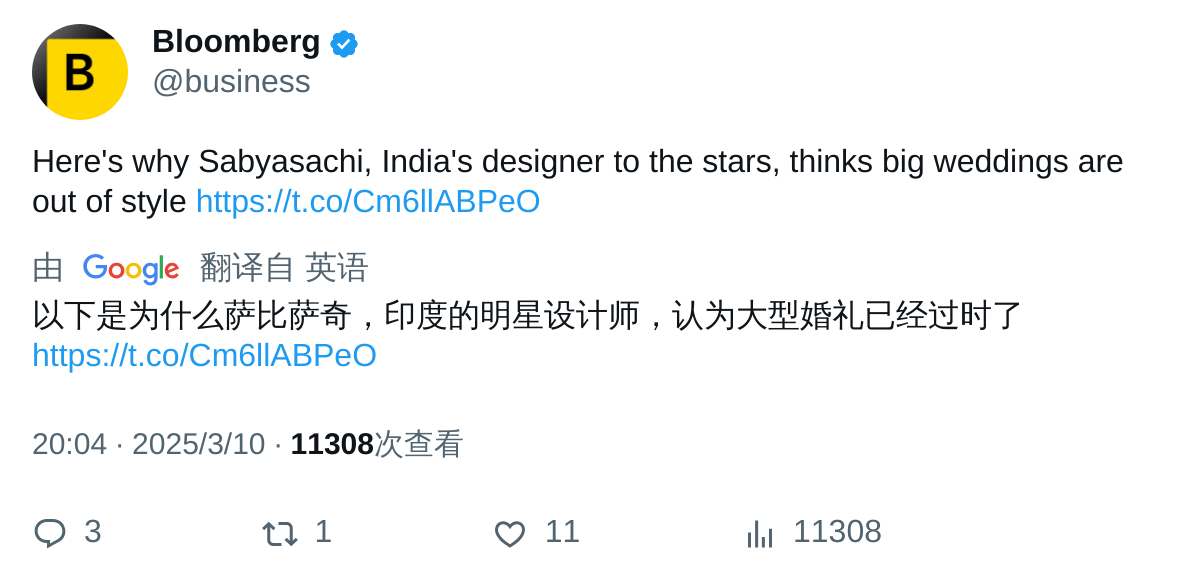 B
Bloomberg
@business
Here's why Sabyasachi, India's designer to the stars, thinks big weddings are
out of style https://t.co/Cm6llABPeO
由 Google 翻译自 英语
以下是为什么萨比萨奇，印度的明星设计师，认为大型婚礼已经过时了
https://t.co/Cm6llABPeO
20:04 · 2025/3/10 · 11308次查看
3 1 11 11308